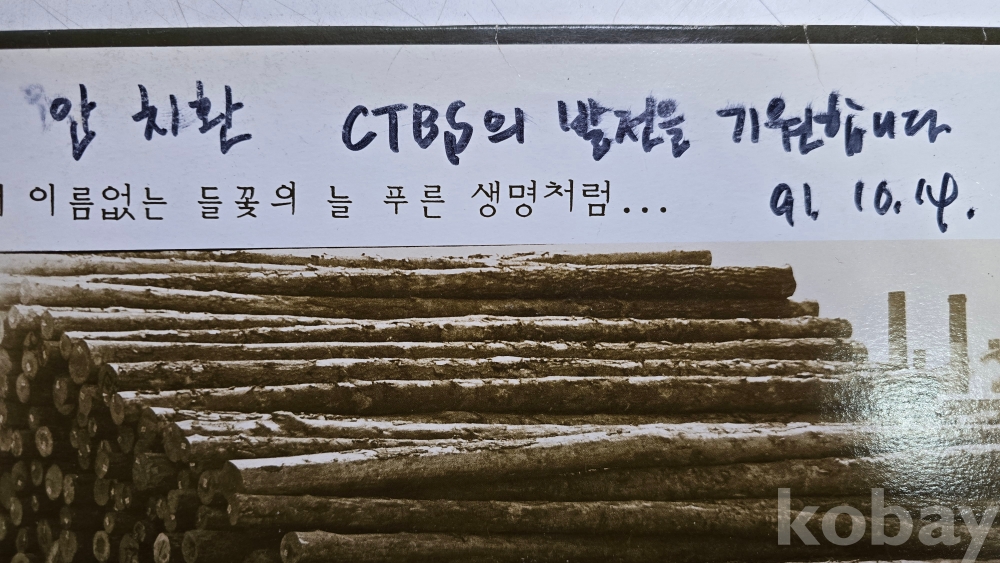 안 치환 CTBS의 발전을 기원합니다
이름없는 들꽃의 늘 푸른 생명처럼...
91. 10. 14.
kobay